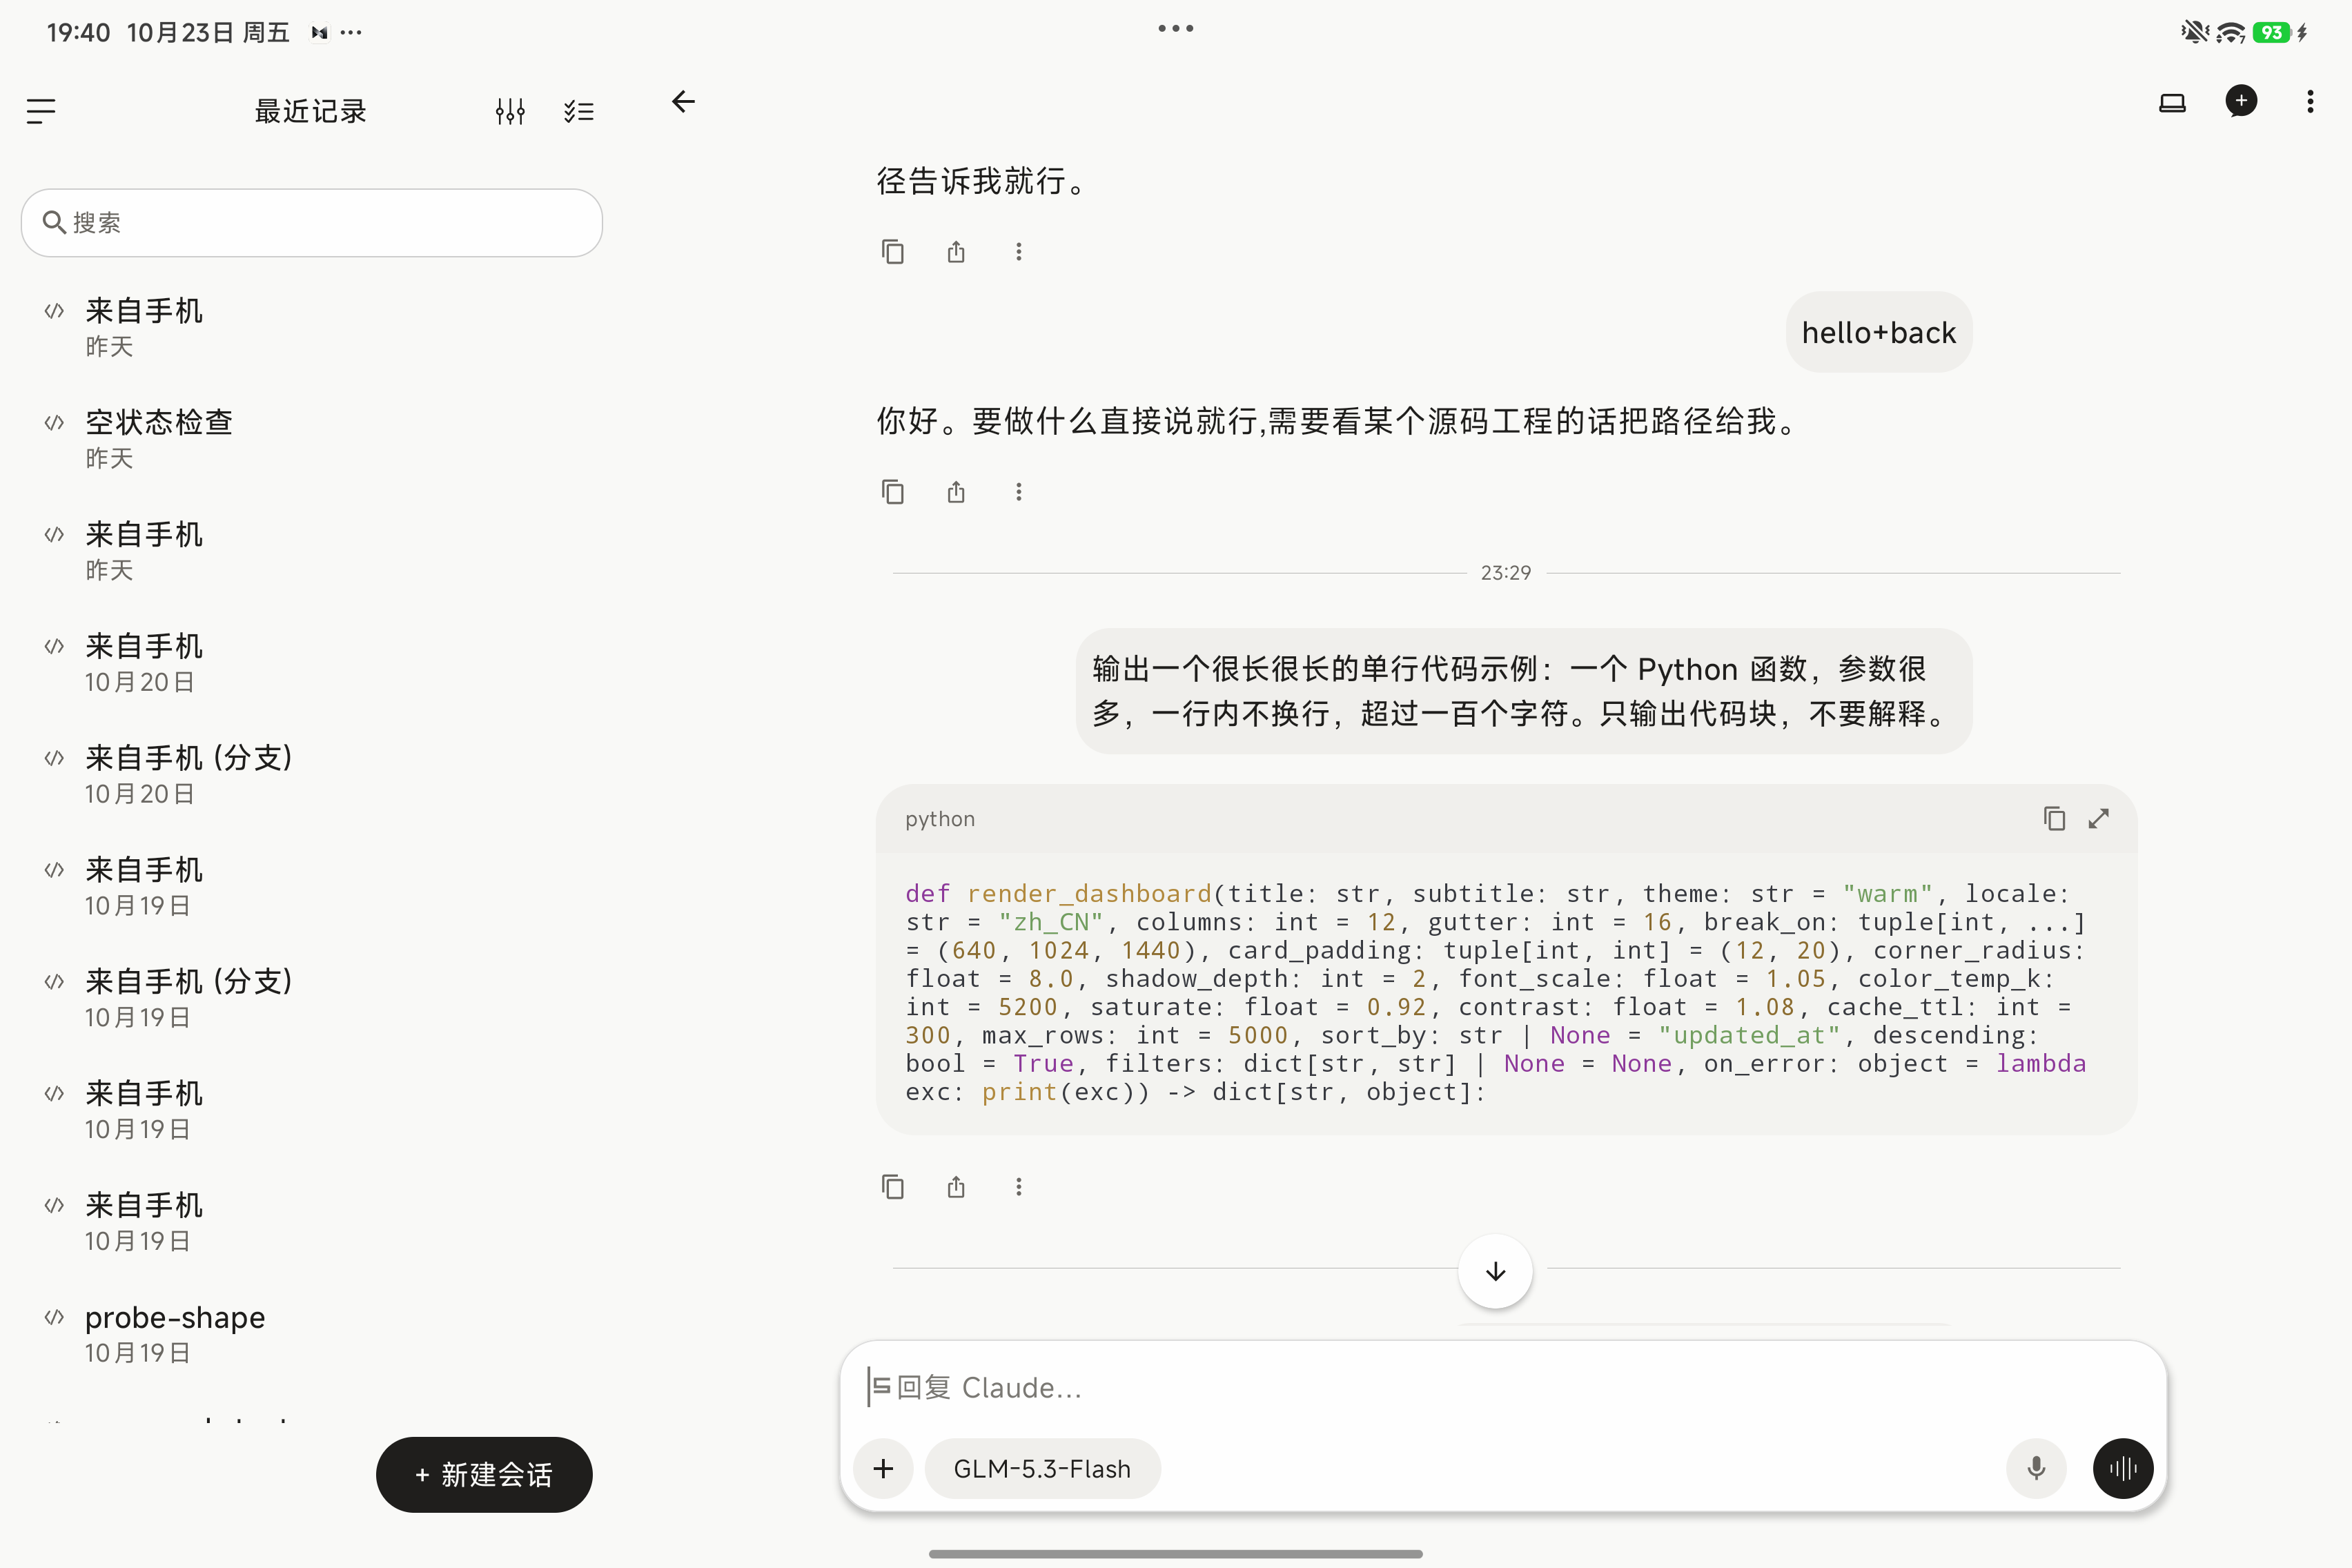 19:40 10月23日 周五
93
最近记录
搜索
来自手机
昨天
空状态检查
昨天
来自手机
昨天
来自手机
10月20日
来自手机 (分支)
10月20日
来自手机
10月19日
来自手机 (分支)
10月19日
来自手机
10月19日
来自手机
10月19日
probe-shape
10月19日
+ 新建会话
径告诉我就行。
hello+back
你好。要做什么直接说就行,需要看某个源码工程的话把路径给我。
23:29
输出一个很长很长的单行代码示例：一个 Python 函数，参数很
多，一行内不换行，超过一百个字符。只输出代码块，不要解释。
python
def render_dashboard(title: str, subtitle: str, theme: str = "warm", locale:
str = "zh_CN", columns: int = 12, gutter: int = 16, break_on: tuple[int, ...]
= (640, 1024, 1440), card_padding: tuple[int, int] = (12, 20), corner_radius:
float = 8.0, shadow_depth: int = 2, font_scale: float = 1.05, color_temp_k:
int = 5200, saturate: float = 0.92, contrast: float = 1.08, cache_ttl: int =
300, max_rows: int = 5000, sort_by: str | None = "updated_at", descending:
bool = True, filters: dict[str, str] | None = None, on_error: object = lambda
exc: print(exc)) -> dict[str, object]:
回复 Claude...
GLM-5.3-Flash